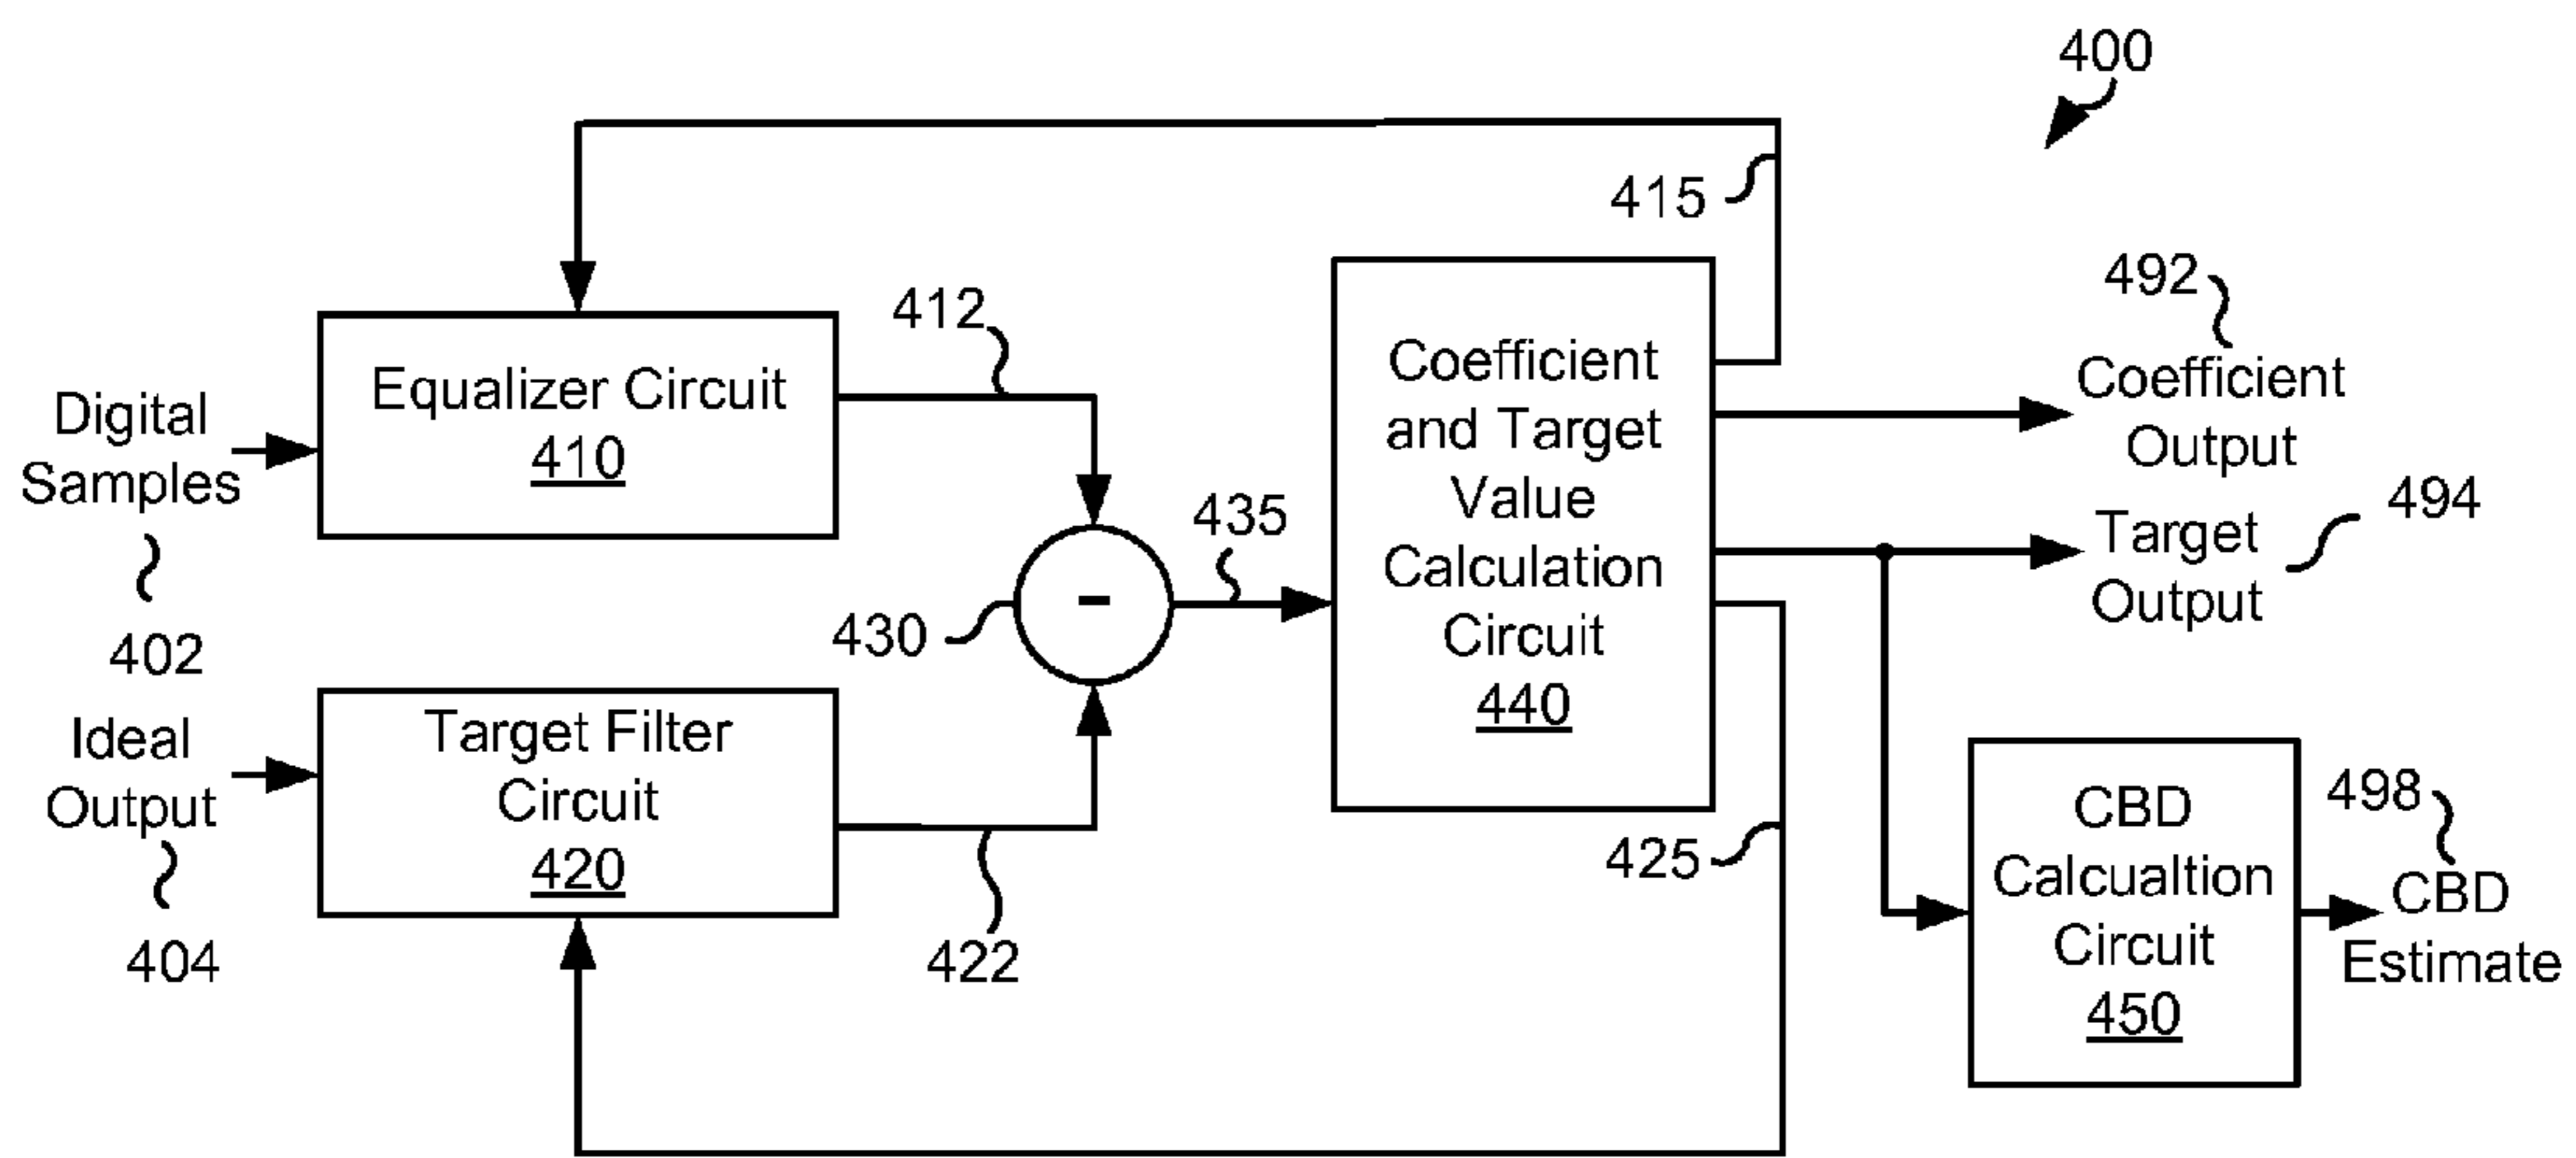 400
415
492
Coefficient
Output
412
Equalizer Circuit
410
Digital
Samples
402
Coefficient
and Target
Value
Calculation
Circuit
440
494
Target
Output
435
430
Ideal
Output
404
Target Filter
Circuit
420
422
425
CBD
Calcualtion
Circuit
450
498
CBD
Estimate
-